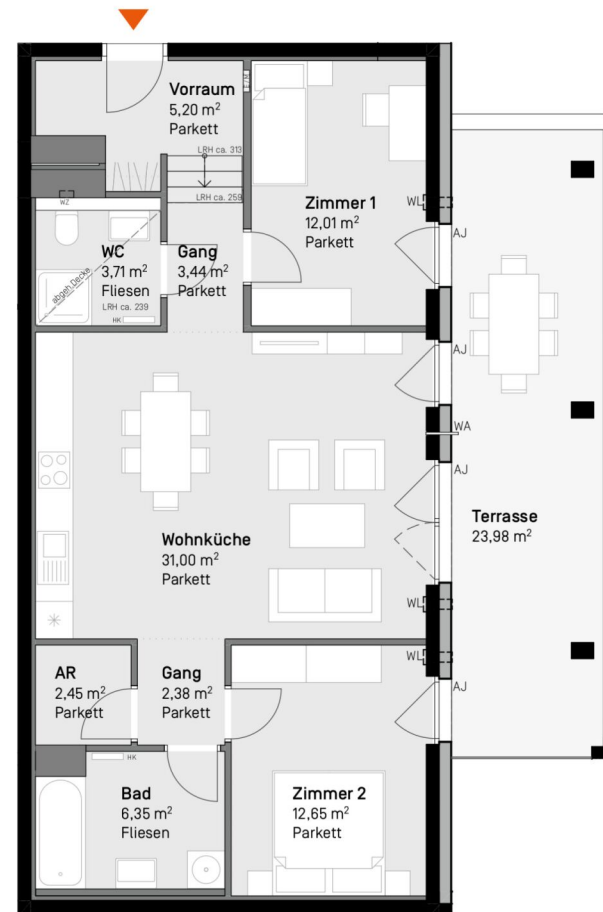 Vorraum
5,20 m²
Parkett
LRH ca. 313
LRH ca. 259
E/M
WZ
Zimmer 1
12,01 m²
Parkett
WL
AJ
WC
3,71 m²
Fliesen
LRH ca. 239
abgeh.Decke
HK
Gang
3,44 m²
Parkett
AJ
WA
AJ
Wohnküche
31,00 m²
Parkett
Terrasse
23,98 m²
WL
WL
AJ
AR
2,45 m²
Parkett
Gang
2,38 m²
Parkett
HK
Bad
6,35 m²
Fliesen
Zimmer 2
12,65 m²
Parkett